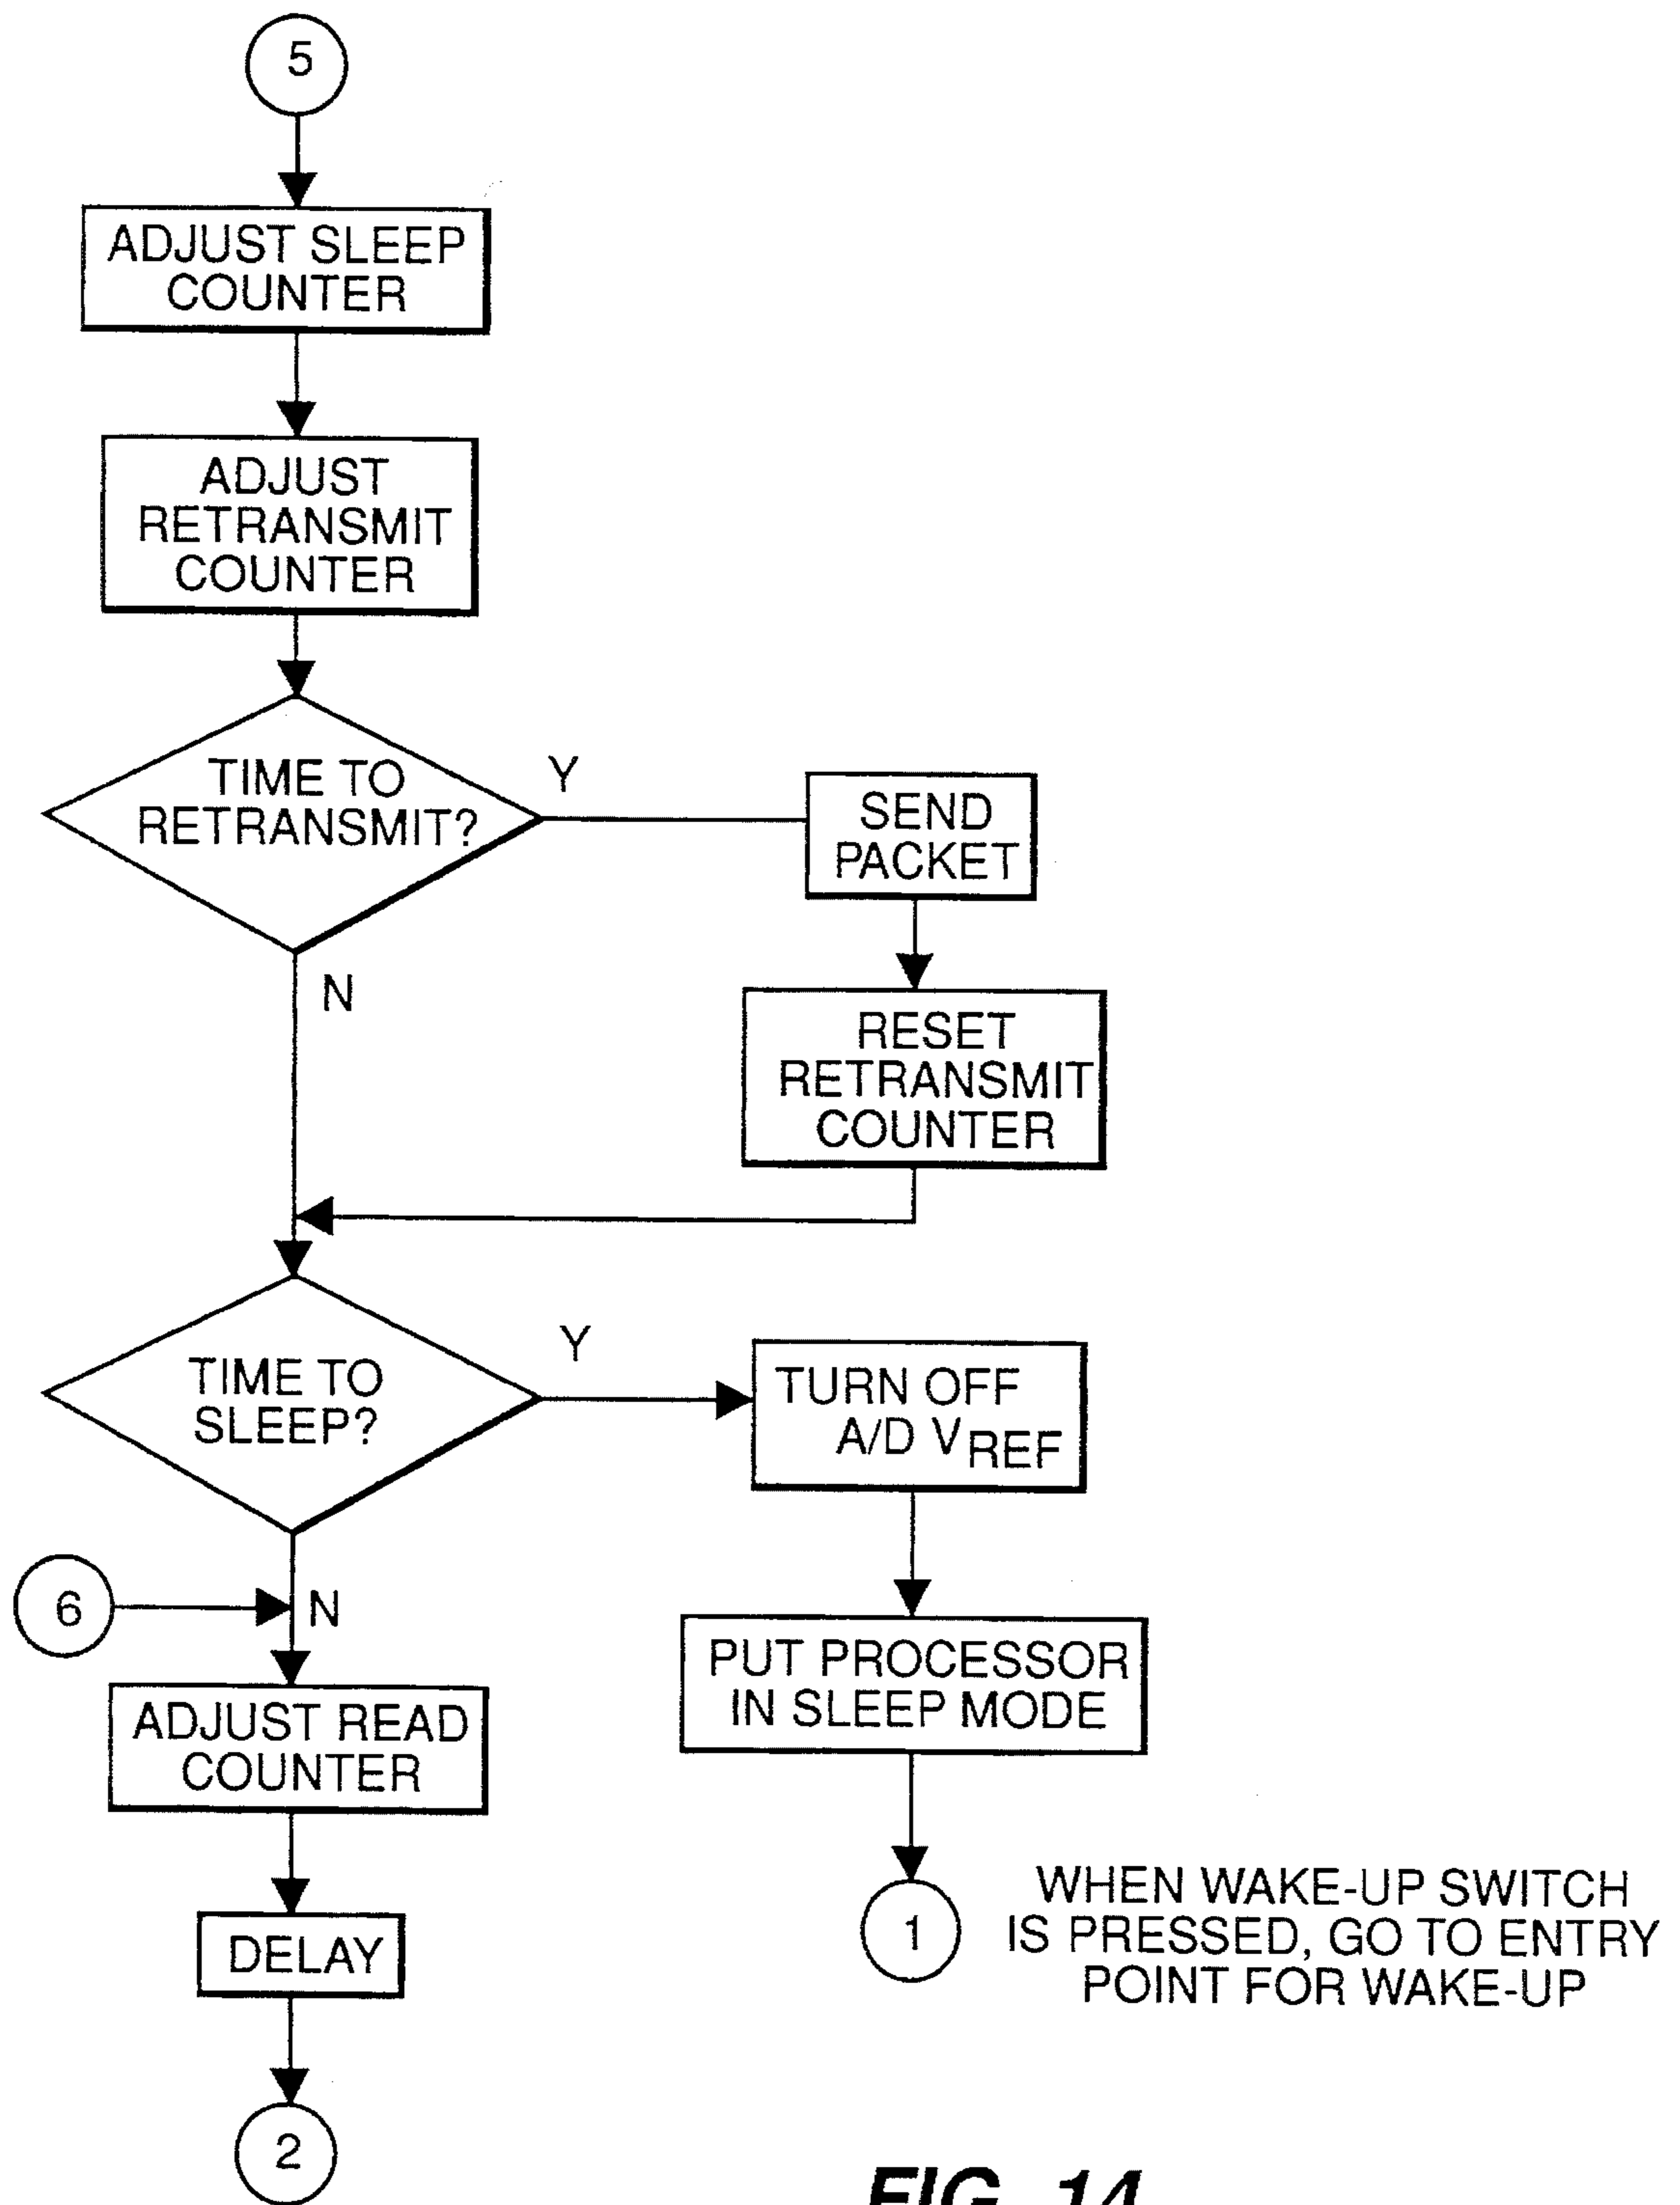 5
ADJUST SLEEP
COUNTER
ADJUST
RETRANSMIT
COUNTER
TIME TO
RETRANSMIT?
Y
SEND
PACKET
N
RESET
RETRANSMIT
COUNTER
TIME TO
SLEEP?
Y
TURN OFF
A/D VREF
6
N
PUT PROCESSOR
IN SLEEP MODE
ADJUST READ
COUNTER
DELAY
1
WHEN WAKE-UP SWITCH
IS PRESSED, GO TO ENTRY
POINT FOR WAKE-UP
2
FIG. 14